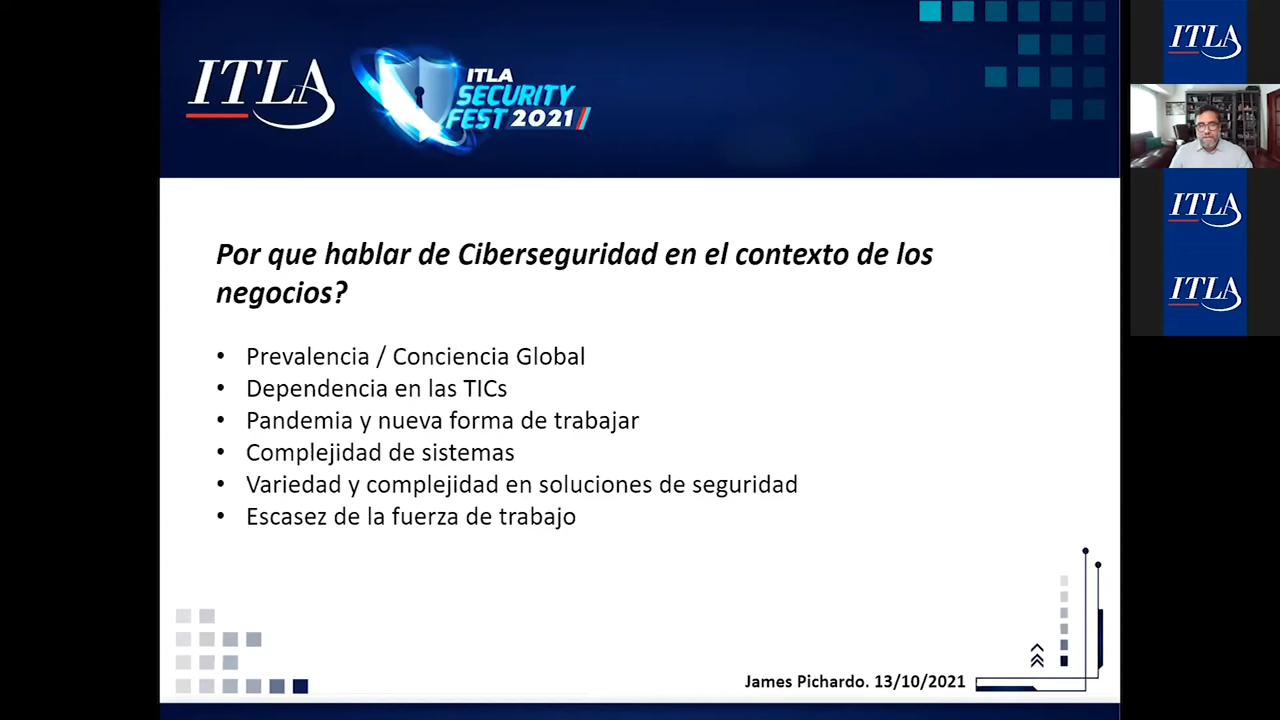 ITLA
ITLA
SECURITY
FEST 2021
Por que hablar de Ciberseguridad en el contexto de los
negocios?
• Prevalencia / Conciencia Global
• Dependencia en las TICs
• Pandemia y nueva forma de trabajar
• Complejidad de sistemas
• Variedad y complejidad en soluciones de seguridad
• Escasez de la fuerza de trabajo
James Pichardo. 13/10/2021
ITLA
ITLA
ITLA